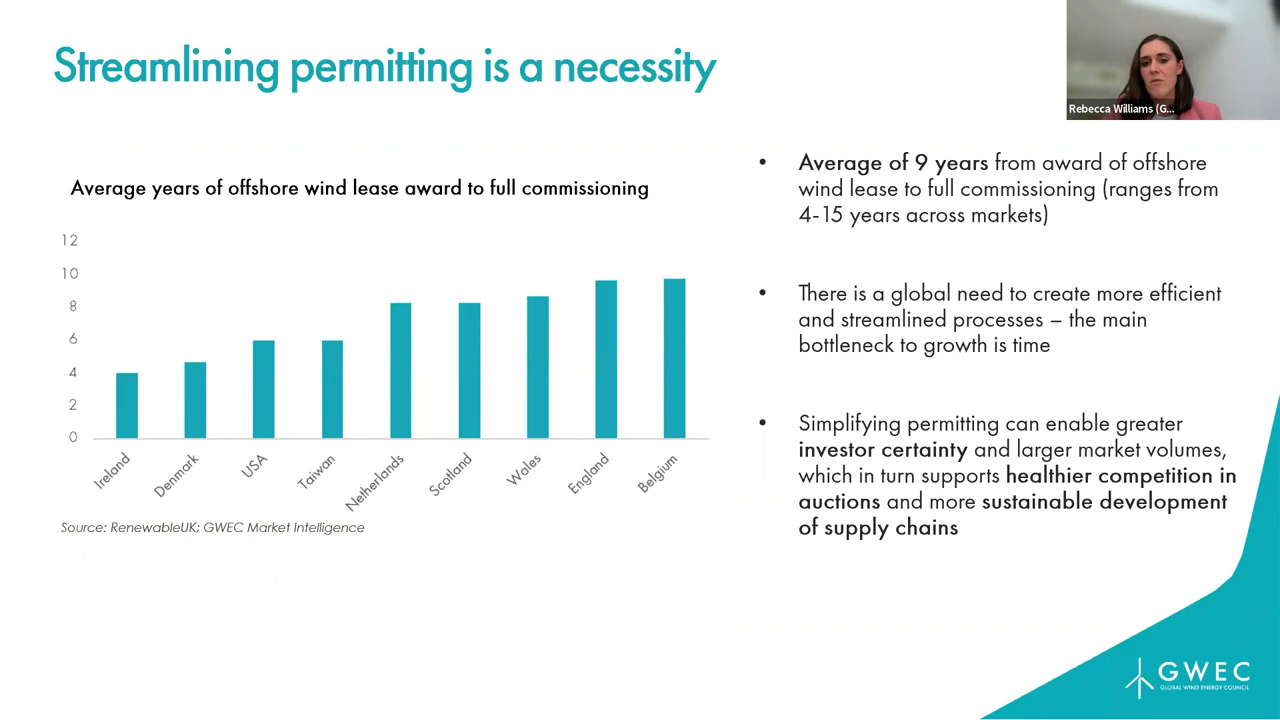 Streamlining permitting is a necessity
Rebecca Williams (G...
Average years of offshore wind lease award to full commissioning
12
10
8
6
4
2
0
Ireland
Denmark
USA
Taiwan
Netherlands
Scotland
Wales
England
Belgium
Source: RenewableUK; GWEC Market Intelligence
• Average of 9 years from award of offshore
wind lease to full commissioning (ranges from
4-15 years across markets)
• There is a global need to create more efficient
and streamlined processes – the main
bottleneck to growth is time
• Simplifying permitting can enable greater
investor certainty and larger market volumes,
which in turn supports healthier competition in
auctions and more sustainable development
of supply chains
GWEC
GLOBAL WIND ENERGY COUNCIL